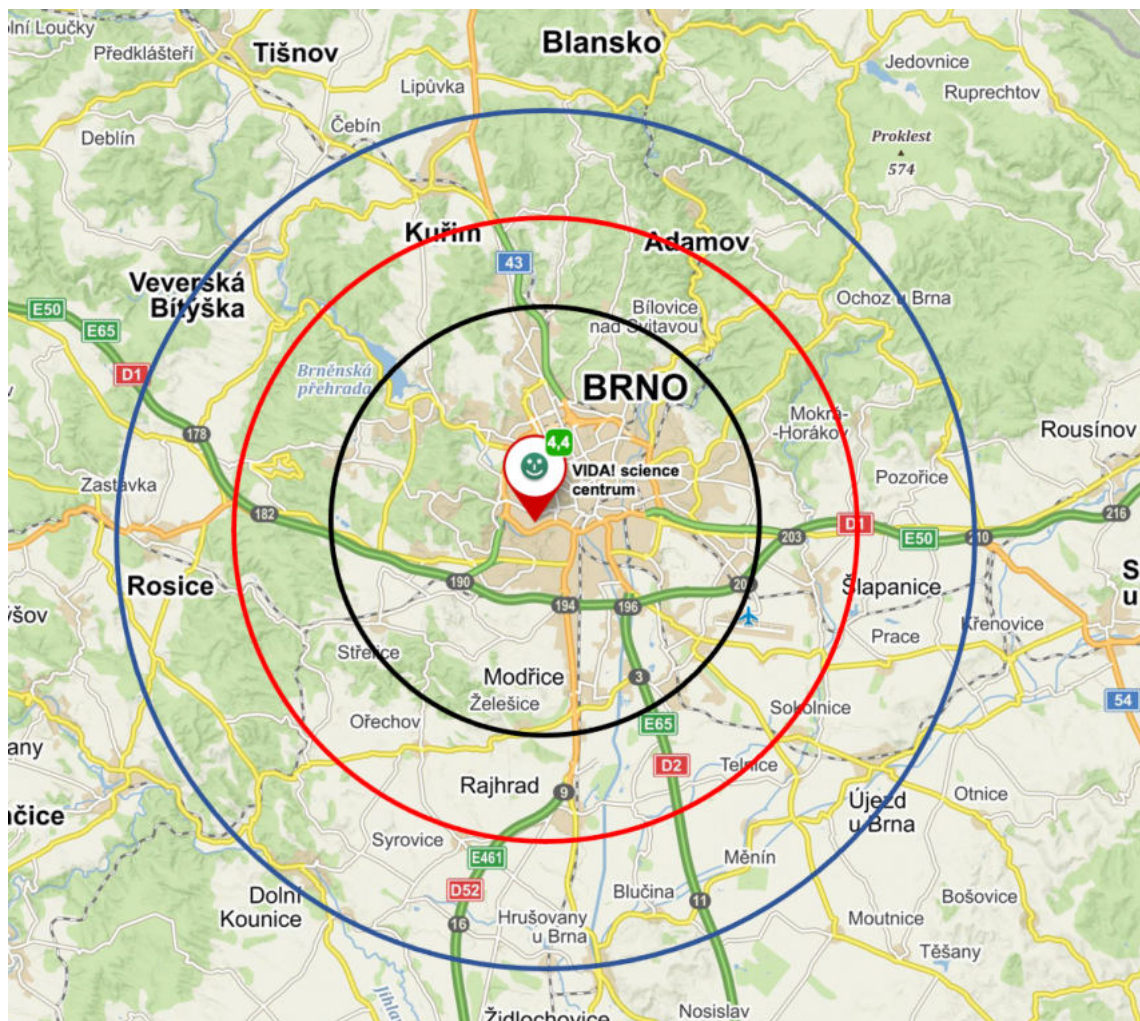 lní Loučky
Předklášteří
Tišnov
Blansko
Jedovnice
Lipůvka
Ruprechtov
Deblín
Čebín
Proklest
574
Kuřim
Adamov
43
Veverská
Bítýška
E50
E65
D1
Ochoz u Brna
Bílovice
nad Svitavou
Brněnská
přehrada
BRNO
Mokrá-
-Horákov
Rousínov
178
4,4
VIDA! science
centrum
Pozořice
Zastávka
182
216
D1
E50
203
210
Rosice
190
194
196
20
Šlapanice
S
u
ýšov
Střelice
Prace
Křenovice
Modřice
Želešice
3
54
Ořechov
E65
Sokolnice
any
D2
Telnice
Rajhrad
9
Otnice
Újezd
u Brna
čice
Syrovice
E461
Měnín
D52
Dolní
Kounice
Blučina
11
Bošovice
16
Hrušovany
u Brna
Moutnice
Těšany
Jihl
Židlochovice
Nosislav